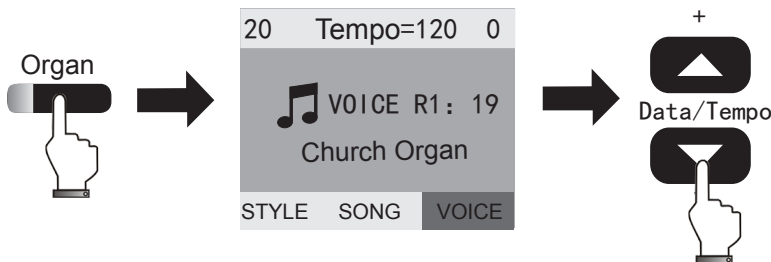 Organ
20 Tempo=120 0
VOICE R1: 19
Church Organ
STYLE SONG VOICE
+
Data/Tempo